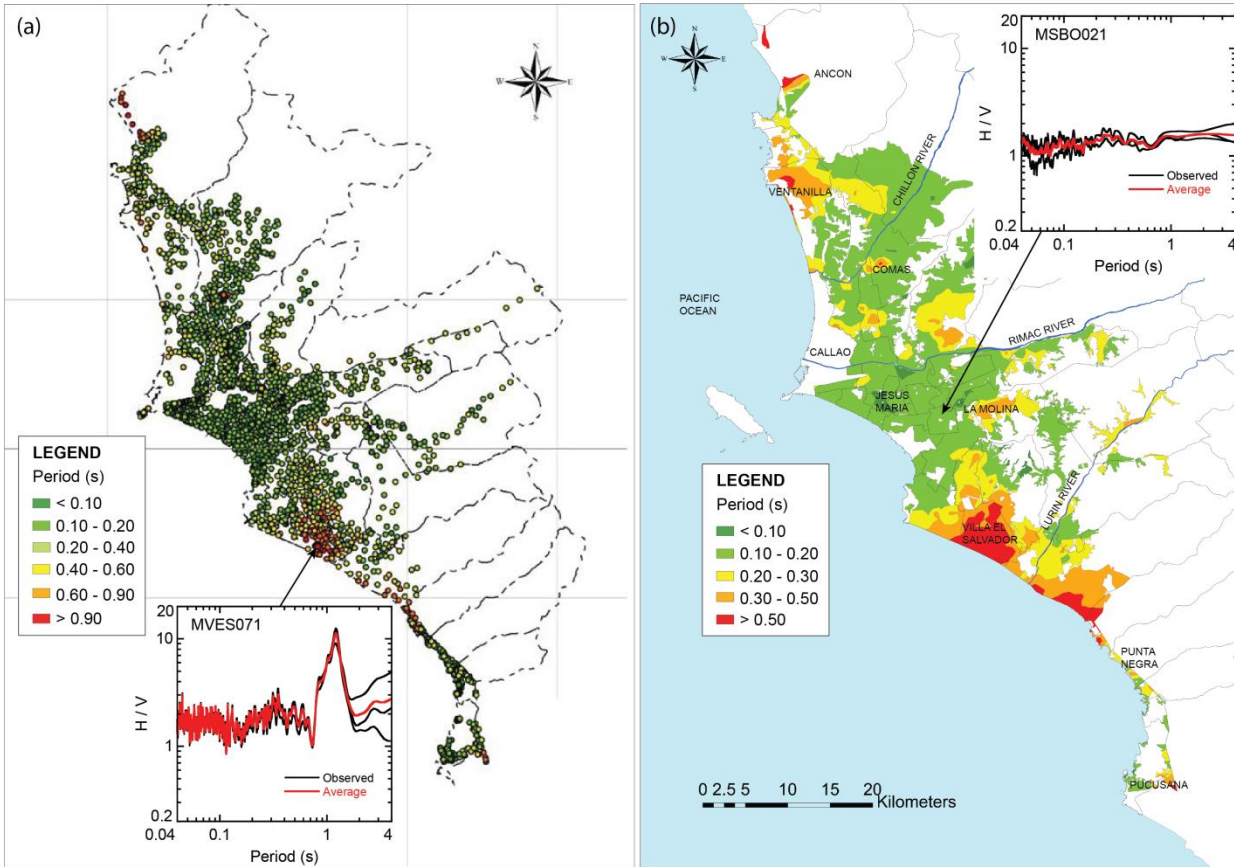 (a)
N
W
E
S
LEGEND
Period (s)
< 0.10
0.10 - 0.20
0.20 - 0.40
0.40 - 0.60
0.60 - 0.90
> 0.90
20
10
1
0.2
H / V
MVES071
Observed
Average
0.04
0.1
1
4
Period (s)
(b)
N
W
E
S
ANCON
VENTANILLA
CHILLON RIVER
COMAS
PACIFIC
OCEAN
CALLAO
RIMAC RIVER
JESUS
MARIA
LA MOLINA
LURIN RIVER
VILLA EL
SALVADOR
PUNTA
NEGRA
PUCUSANA
LEGEND
Period (s)
< 0.10
0.10 - 0.20
0.20 - 0.30
0.30 - 0.50
> 0.50
0 2.5 5 10 15 20
Kilometers
MSBO021
20
10
1
0.2
H / V
Observed
Average
0.04
0.1
1
4
Period (s)